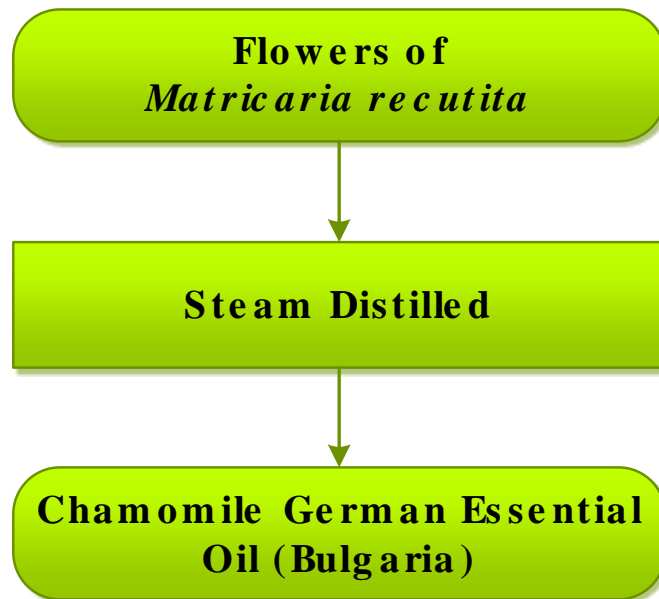 Flowers of
Matricaria recutita
Steam Distilled
Chamomile German Essential
Oil (Bulgaria)